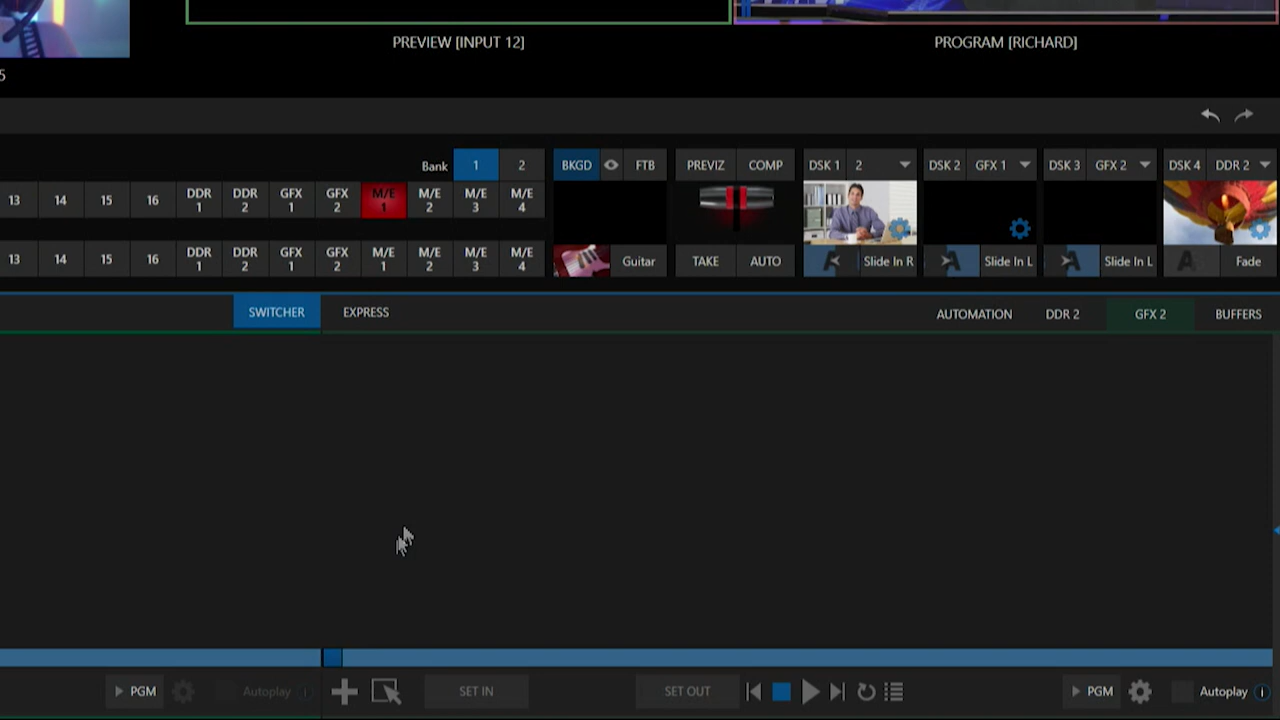 PREVIEW [INPUT 12]
PROGRAM [RICHARD]
5
Bank 1 2
BKGD FTB
PREVIZ COMP
DSK 1 2
DSK 2 GFX 1
DSK 3 GFX 2
DSK 4 DDR 2
13 14 15 16 DDR 1 DDR 2 GFX 1 GFX 2 M/E 1 M/E 2 M/E 3 M/E 4
13 14 15 16 DDR 1 DDR 2 GFX 1 GFX 2 M/E 1 M/E 2 M/E 3 M/E 4
Guitar
TAKE AUTO
A Slide In R
A Slide In L
A Slide In L
A Fade
SWITCHER EXPRESS
AUTOMATION DDR 2 GFX 2 BUFFERS
PGM Autoplay i
SET IN SET OUT
PGM Autoplay i